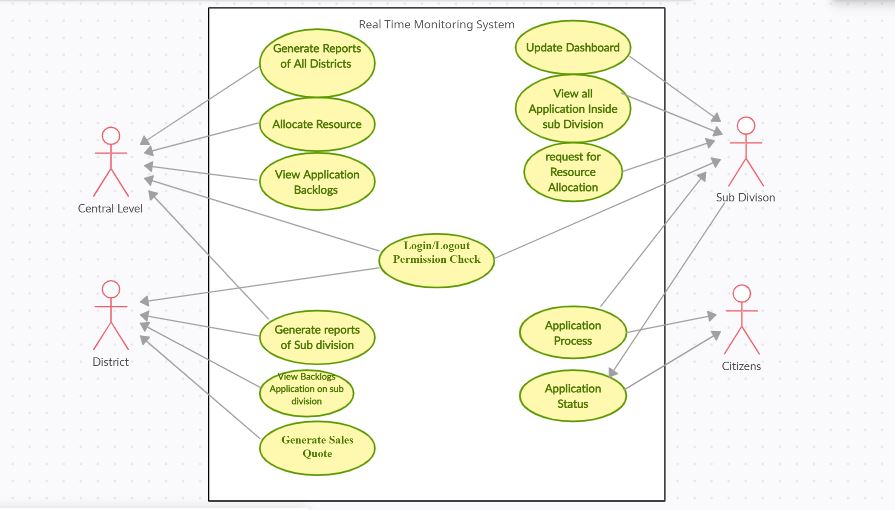 Real Time Monitoring System
Generate Reports
of All Districts
Allocate Resource
View Application
Backlogs
Update Dashboard
View all
Application Inside
sub Division
request for
Resource
Allocation
Central Level
Sub Divison
Login/Logout
Permission Check
District
Citizens
Generate reports
of Sub division
View Backlogs
Application on sub
division
Generate Sales
Quote
Application
Process
Application
Status